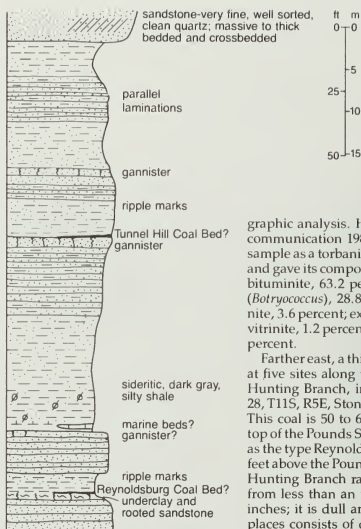 sandstone-very fine, well sorted,
clean quartz; massive to thick
bedded and crossbedded
ft m
0 0
5
25
10
50 15
parallel
laminations
gannister
ripple marks
Tunnel Hill Coal Bed?
gannister
sideritic, dark gray,
silty shale
marine beds?
gannister?
ripple marks
Reynoldsburg Coal Bed?
underclay and
rooted sandstone
graphic analysis. H
communication 198
sample as a torbani
and gave its compo
bituminite, 63.2 pe
(Botryococcus), 28.8
nite, 3.6 percent; ex
vitrinite, 1.2 percen
percent.
Farther east, a thi
at five sites along
Hunting Branch, i
28, T11S, R5E, Ston
This coal is 50 to 6
top of the Pounds S
as the type Reynold
feet above the Poun
Hunting Branch ra
from less than an
inches; it is dull ar
places consists of